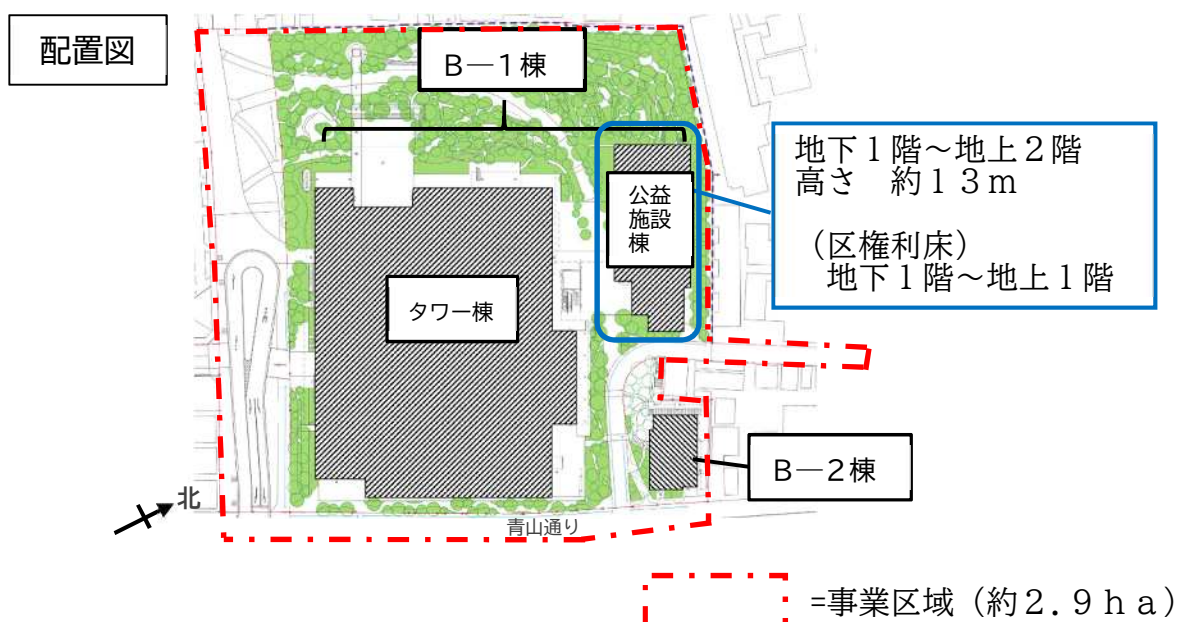 配置図
B―1棟
地下1階~地上2階
高さ 約13m
(区権利床)
地下1階~地上1階
公益
施設
棟
タワー棟
B―2棟
北
青山通り
=事業区域(約2.9ha)